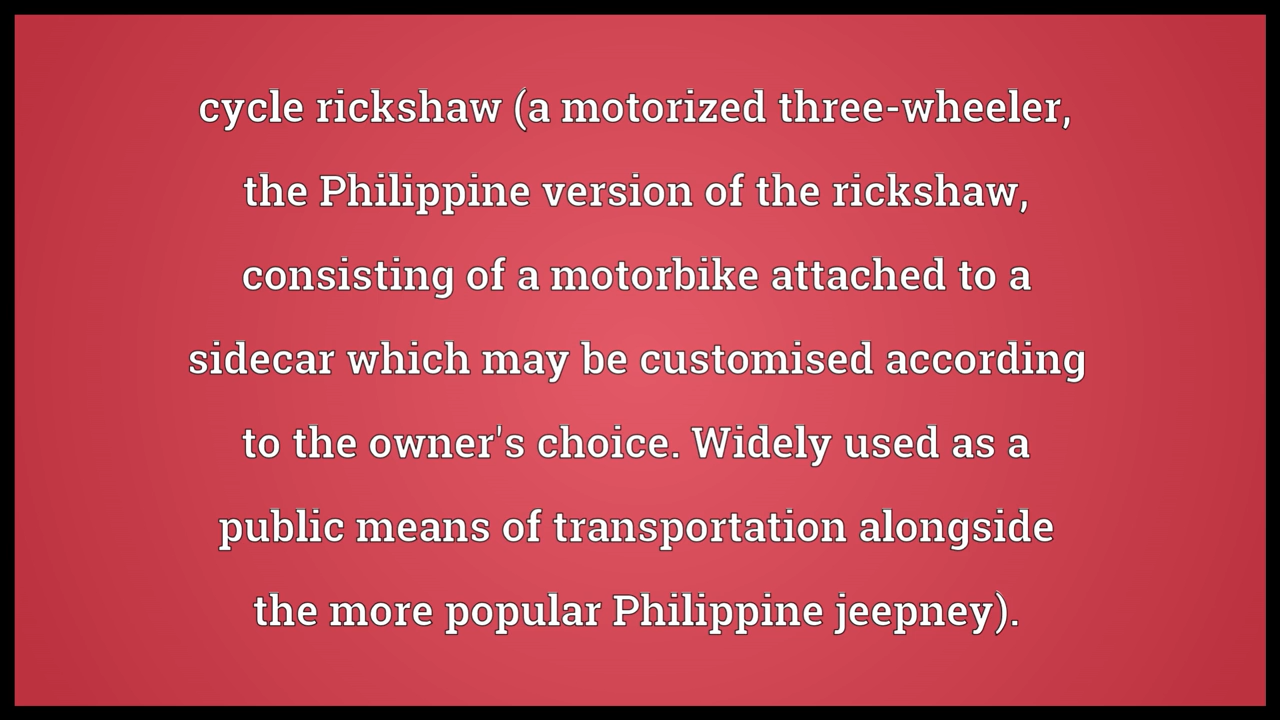 cycle rickshaw (a motorized three-wheeler,
the Philippine version of the rickshaw,
consisting of a motorbike attached to a
sidecar which may be customised according
to the owner's choice. Widely used as a
public means of transportation alongside
the more popular Philippine jeepney).